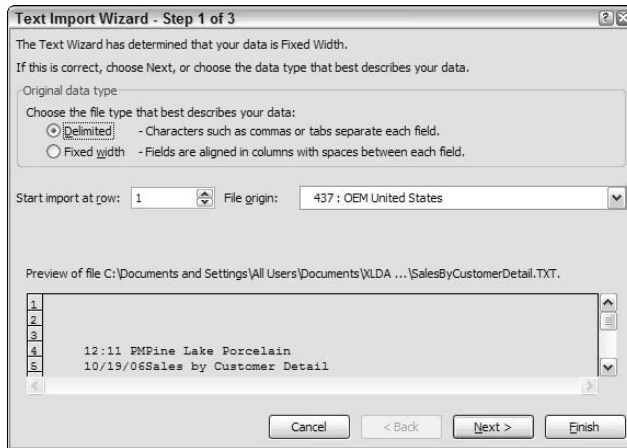 Text Import Wizard - Step 1 of 3
The Text Wizard has determined that your data is Fixed Width.
If this is correct, choose Next, or choose the data type that best describes your data.
Original data type
Choose the file type that best describes your data:
Delimited - Characters such as commas or tabs separate each field.
Fixed width - Fields are aligned in columns with spaces between each field.
Start import at row: 1 File origin: 437 : OEM United States
Preview of file C:\Documents and Settings\All Users\Documents\XLDA ...\SalesByCustomerDetail.TXT.
1
2
3
4 12:11 PMPine Lake Porcelain
5 10/19/06Sales by Customer Detail
Cancel < Back Next > Finish